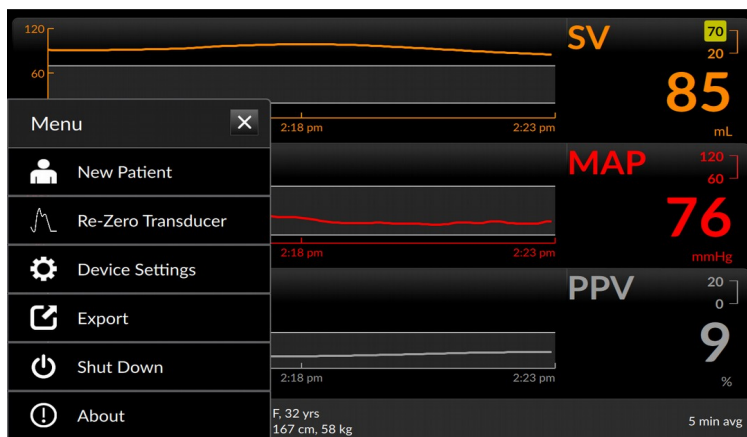 120
60
SV
70
20
85
mL
2:18 pm
2:23 pm
Menu
New Patient
Re-Zero Transducer
Device Settings
Export
Shut Down
About
MAP
120
60
76
mmHg
2:18 pm
2:23 pm
PPV
20
0
9
%
2:18 pm
2:23 pm
F, 32 yrs
167 cm, 58 kg
5 min avg